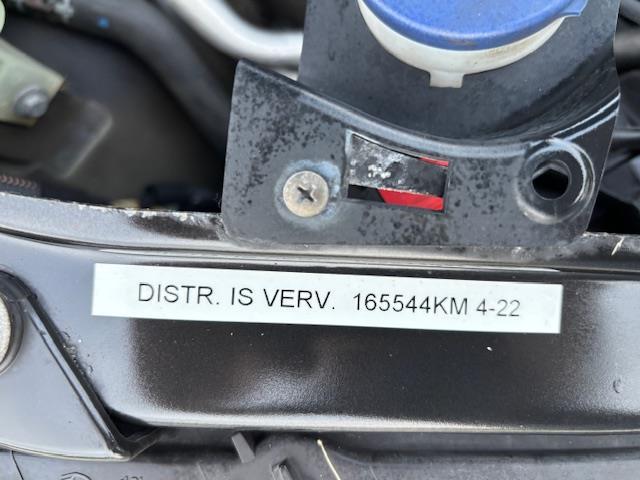 DISTR. IS VERV. 165544KM 4-22